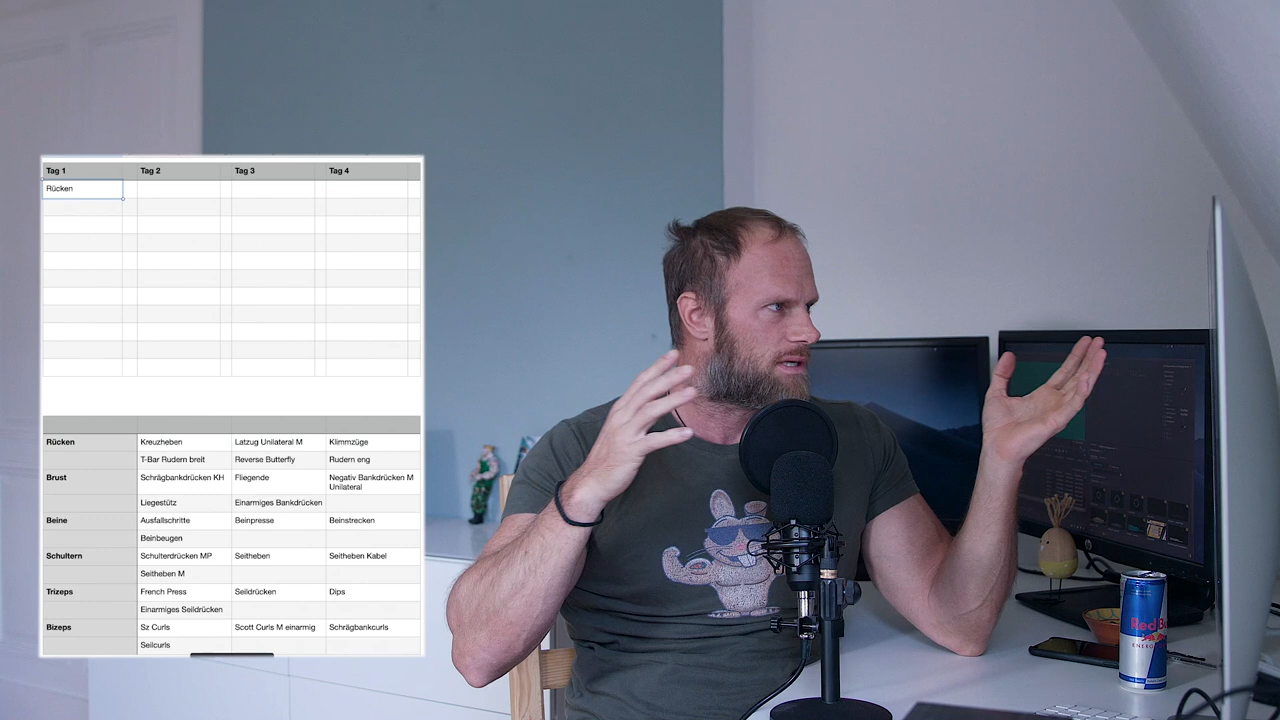 Tag 1 Tag 2 Tag 3 Tag 4
Rücken
Rücken Kreuzheben Latzug Unilateral M Klimmzüge
T-Bar Rudern breit Reverse Butterfly Rudern eng
Brust Schrägbankdrücken KH Fliegende Negativ Bankdrücken M
Unilateral
Liegestütz Einarmiges Bankdrücken
Beine Ausfallschritte Beinpresse Beinstrecken
Beinbeugen
Schultern Schulterdrücken MP Seitheben Seitheben Kabel
Seitheben M
Trizeps French Press Seildrücken Dips
Einarmiges Seildrücken
Bizeps Sz Curls Scott Curls M einarmig Schrägbankcurls
Seilcurls